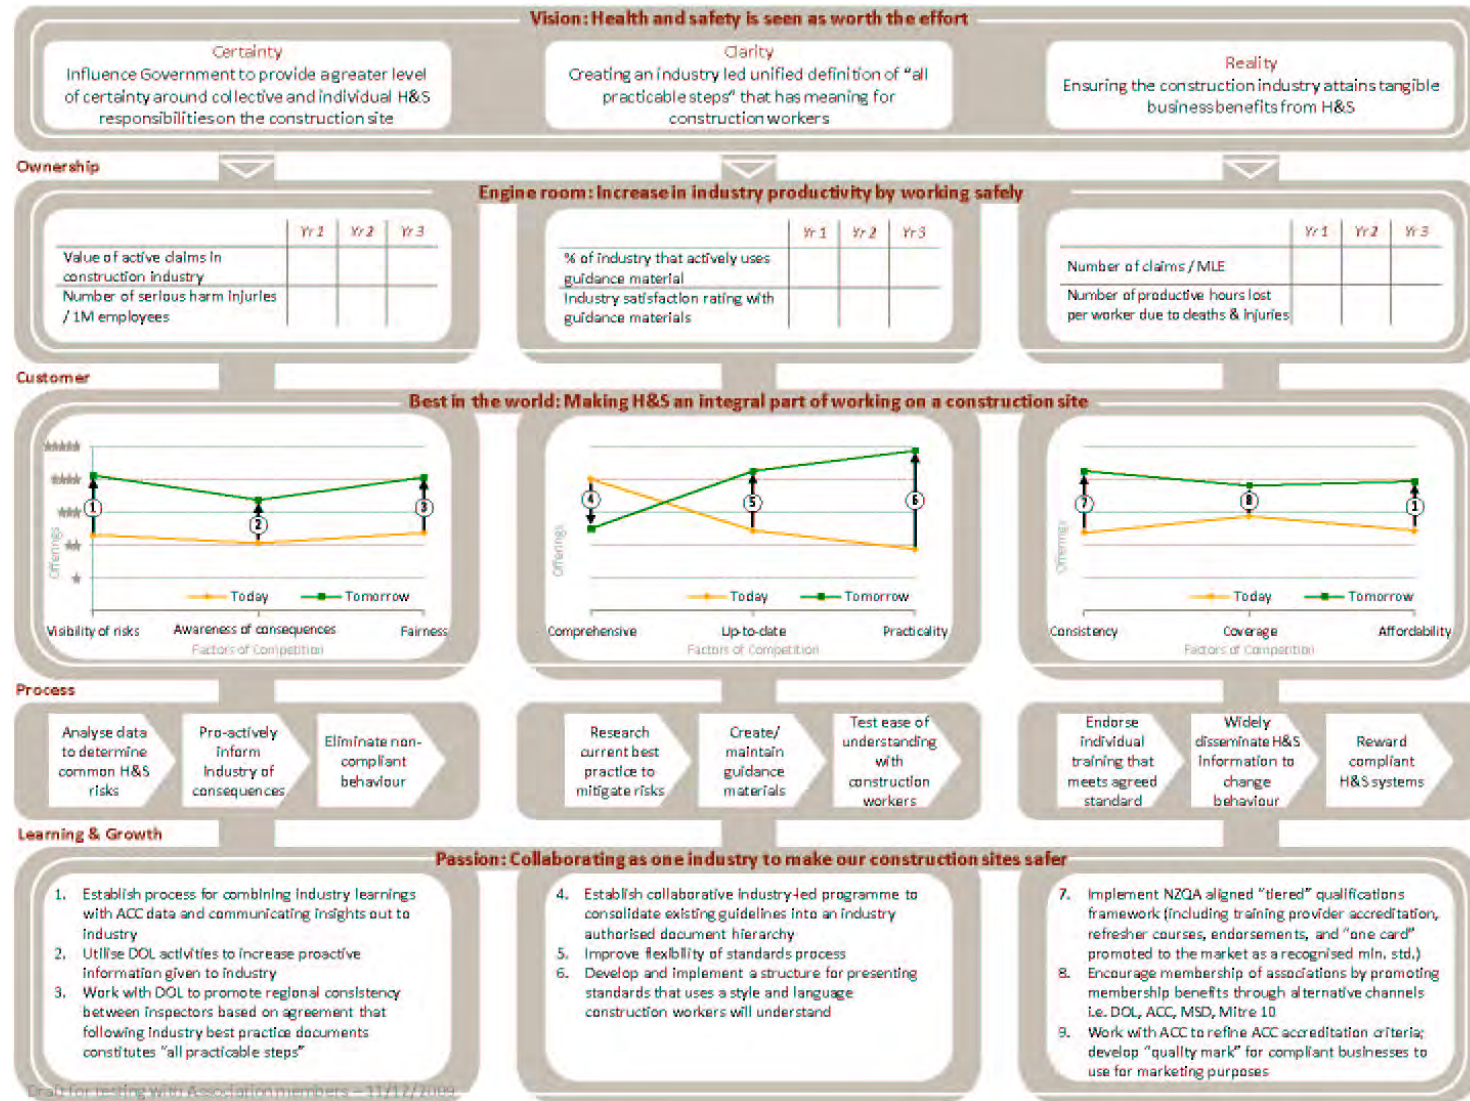 Vision: Health and safety is seen as worth the effort
Certainty
Influence Government to provide a greater level
of certainty around collective and individual H&S
responsibilities on the construction site
Clarity
Creating an industry led unified definition of "all
practicable steps" that has meaning for
construction workers
Reality
Ensuring the construction industry attains tangible
business benefits from H&S
Ownership
Engine room: Increase in industry productivity by working safely
Yr 1 Yr 2 Yr 3
Value of active claims in
construction industry
Number of serious harm injuries
/ 1M employees
Yr 1 Yr 2 Yr 3
% of industry that actively uses
guidance material
Industry satisfaction rating with
guidance materials
Yr 1 Yr 2 Yr 3
Number of claims / MLE
Number of productive hours lost
per worker due to deaths & injuries
Customer
Best in the world: Making H&S an integral part of working on a construction site
Offerings
1
2
3
Today Tomorrow
Visibility of risks Awareness of consequences Fairness
Factors of Competition
Offerings
4
5
6
Today Tomorrow
Comprehensive Up-to-date Practicality
Factors of Competition
Offerings
7
8
1
Today Tomorrow
Consistency Coverage Affordability
Factors of Competition
Process
Analyse data
to determine
common H&S
risks
Pro-actively
inform
Industry of
consequences
Eliminate non-
compliant
behaviour
Research
current best
practice to
mitigate risks
Create/
maintain
guidance
materials
Test ease of
understanding
with
construction
workers
Endorse
individual
training that
meets agreed
standard
Widely
disseminate H&S
information to
change
behaviour
Reward
compliant
H&S systems
Learning & Growth
Passion: Collaborating as one industry to make our construction sites safer
1. Establish process for combining industry learnings
with ACC data and communicating insights out to
industry
2. Utilise DOL activities to increase proactive
information given to industry
3. Work with DOL to promote regional consistency
between inspectors based on agreement that
following industry best practice documents
constitutes "all practicable steps"
4. Establish collaborative industry-led programme to
consolidate existing guidelines into an industry
authorised document hierarchy
5. Improve flexibility of standards process
6. Develop and implement a structure for presenting
standards that uses a style and language
construction workers will understand
7. Implement NZQA aligned "tiered" qualifications
framework (including training provider accreditation,
refresher courses, endorsements, and "one card"
promoted to the market as a recognised min. std.)
8. Encourage membership of associations by promoting
membership benefits through alternative channels
i.e. DOL, ACC, MSD, Mitre 10
9. Work with ACC to refine ACC accreditation criteria;
develop "quality mark" for compliant businesses to
use for marketing purposes
Draft for testing with Association members – 11/12/2009